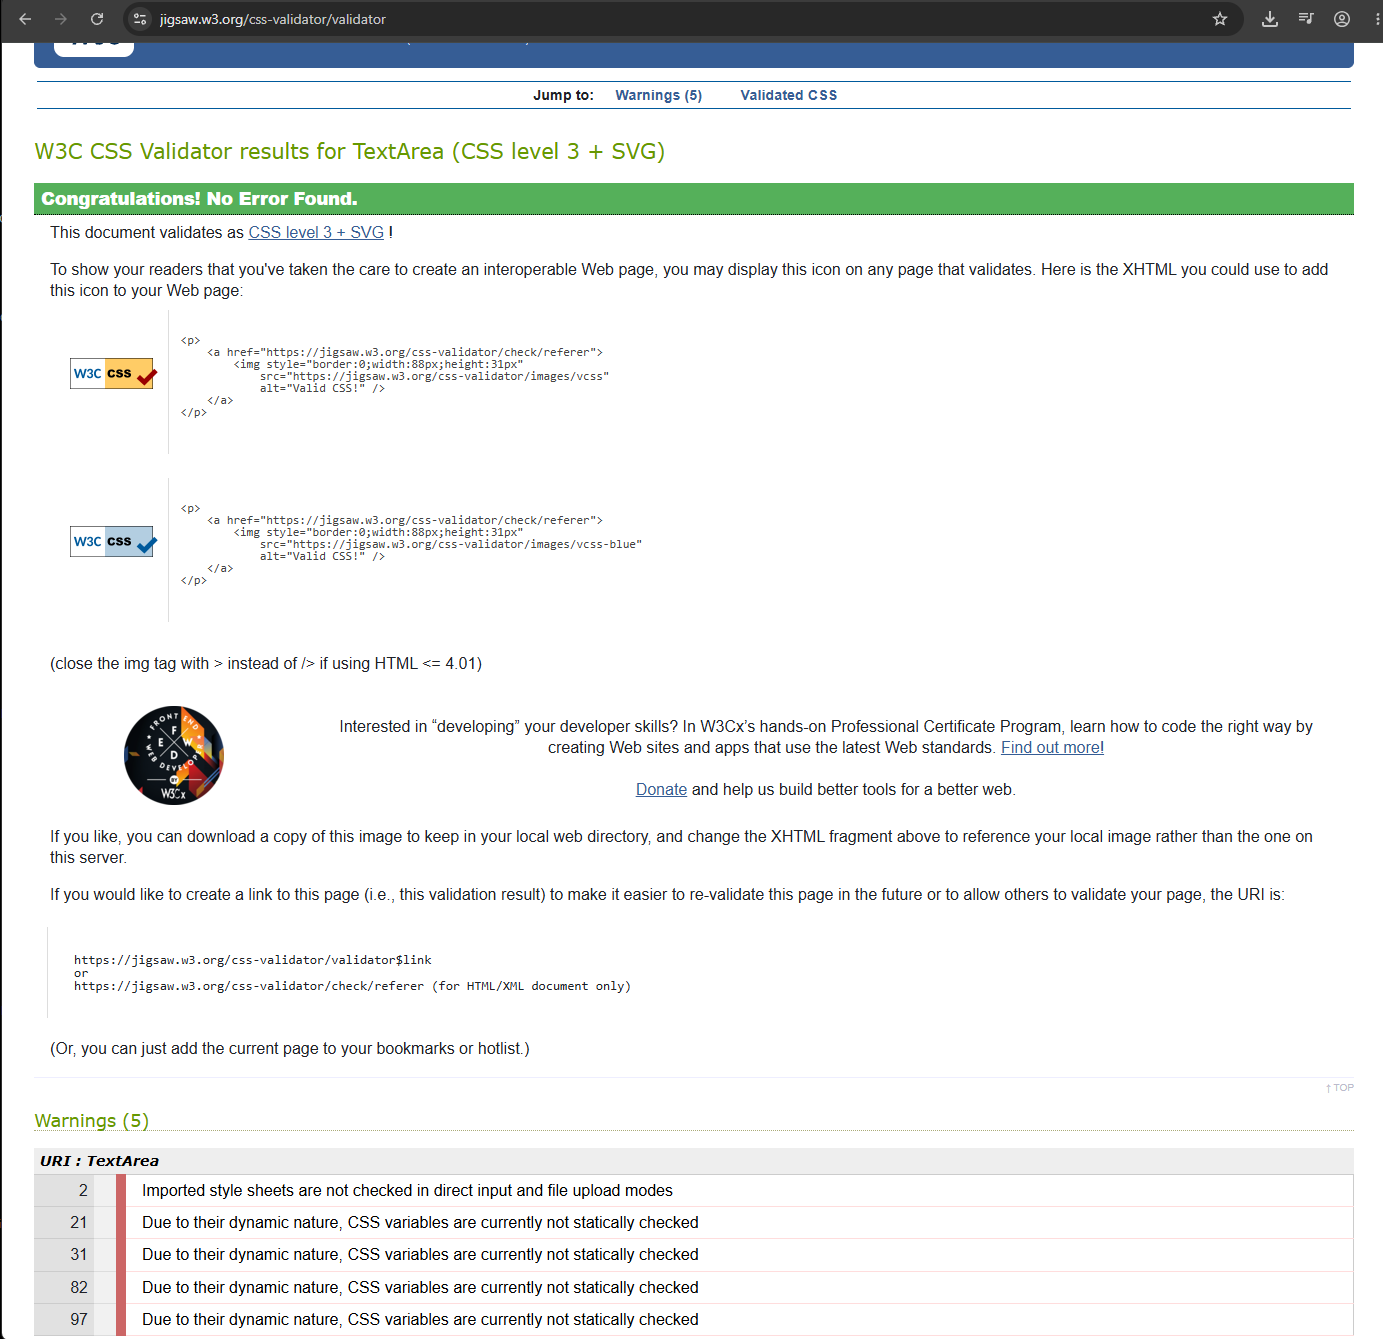 jigsaw.w3.org/css-validator/validator
Jump to: Warnings (5) Validated CSS
W3C CSS Validator results for TextArea (CSS level 3 + SVG)
Congratulations! No Error Found.
This document validates as CSS level 3 + SVG !
To show your readers that you've taken the care to create an interoperable Web page, you may display this icon on any page that validates. Here is the XHTML you could use to add
this icon to your Web page:
W3C css
<p>
    <a href="https://jigsaw.w3.org/css-validator/check/referer">
        <img style="border:0;width:88px;height:31px"
            src="https://jigsaw.w3.org/css-validator/images/vcss"
            alt="Valid CSS!" />
    </a>
</p>
W3C css
<p>
    <a href="https://jigsaw.w3.org/css-validator/check/referer">
        <img style="border:0;width:88px;height:31px"
            src="https://jigsaw.w3.org/css-validator/images/vcss-blue"
            alt="Valid CSS!" />
    </a>
</p>
(close the img tag with > instead of /> if using HTML <= 4.01)
FRONT END
WEB DEVELOPER
F E W D
BY
W3Cx
Interested in “developing” your developer skills? In W3Cx’s hands-on Professional Certificate Program, learn how to code the right way by
creating Web sites and apps that use the latest Web standards. Find out more!
Donate and help us build better tools for a better web.
If you like, you can download a copy of this image to keep in your local web directory, and change the XHTML fragment above to reference your local image rather than the one on
this server.
If you would like to create a link to this page (i.e., this validation result) to make it easier to re-validate this page in the future or to allow others to validate your page, the URI is:
https://jigsaw.w3.org/css-validator/validator$link
or
https://jigsaw.w3.org/css-validator/check/referer (for HTML/XML document only)
(Or, you can just add the current page to your bookmarks or hotlist.)
↑ TOP
Warnings (5)
URI : TextArea
2 Imported style sheets are not checked in direct input and file upload modes
21 Due to their dynamic nature, CSS variables are currently not statically checked
31 Due to their dynamic nature, CSS variables are currently not statically checked
82 Due to their dynamic nature, CSS variables are currently not statically checked
97 Due to their dynamic nature, CSS variables are currently not statically checked